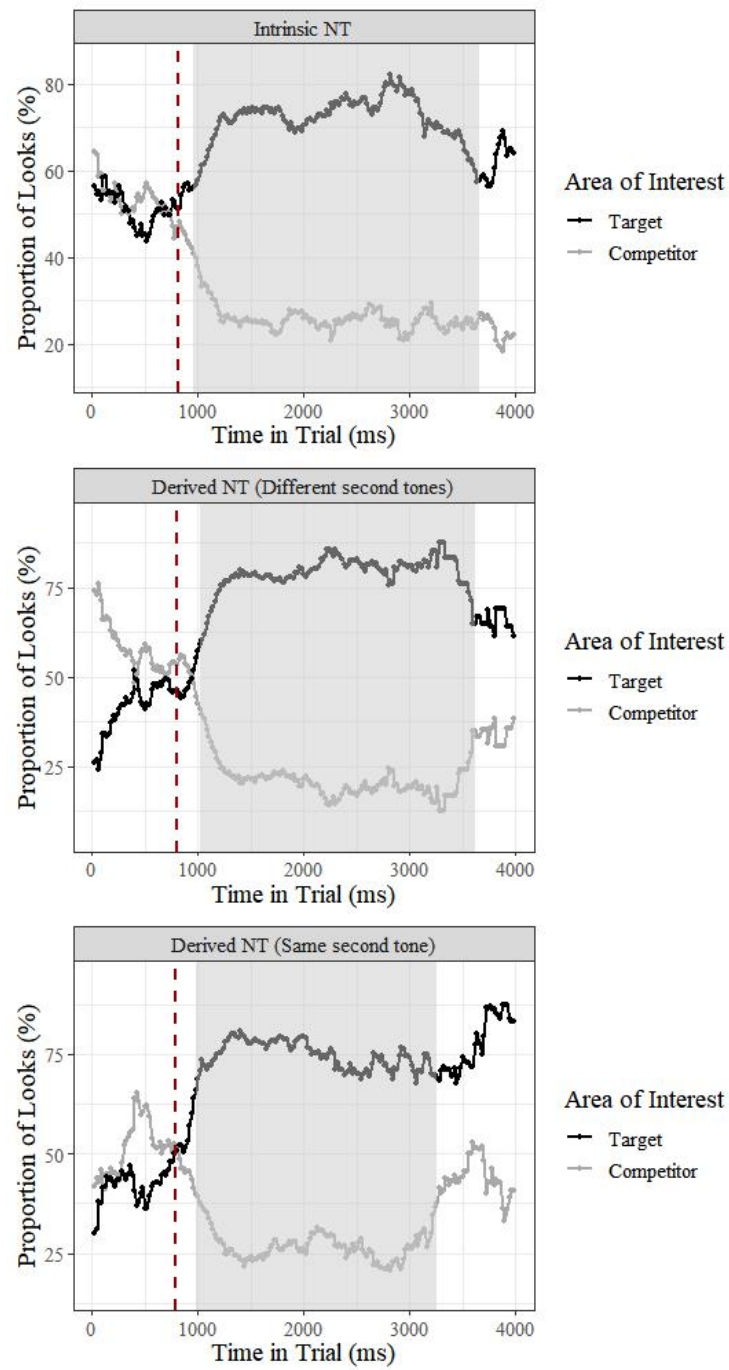 Intrinsic NT
Proportion of Looks (%)
80
60
40
20
0 1000 2000 3000 4000
Time in Trial (ms)
Area of Interest
Target
Competitor
Derived NT (Different second tones)
Proportion of Looks (%)
75
50
25
0 1000 2000 3000 4000
Time in Trial (ms)
Area of Interest
Target
Competitor
Derived NT (Same second tone)
Proportion of Looks (%)
75
50
25
0 1000 2000 3000 4000
Time in Trial (ms)
Area of Interest
Target
Competitor